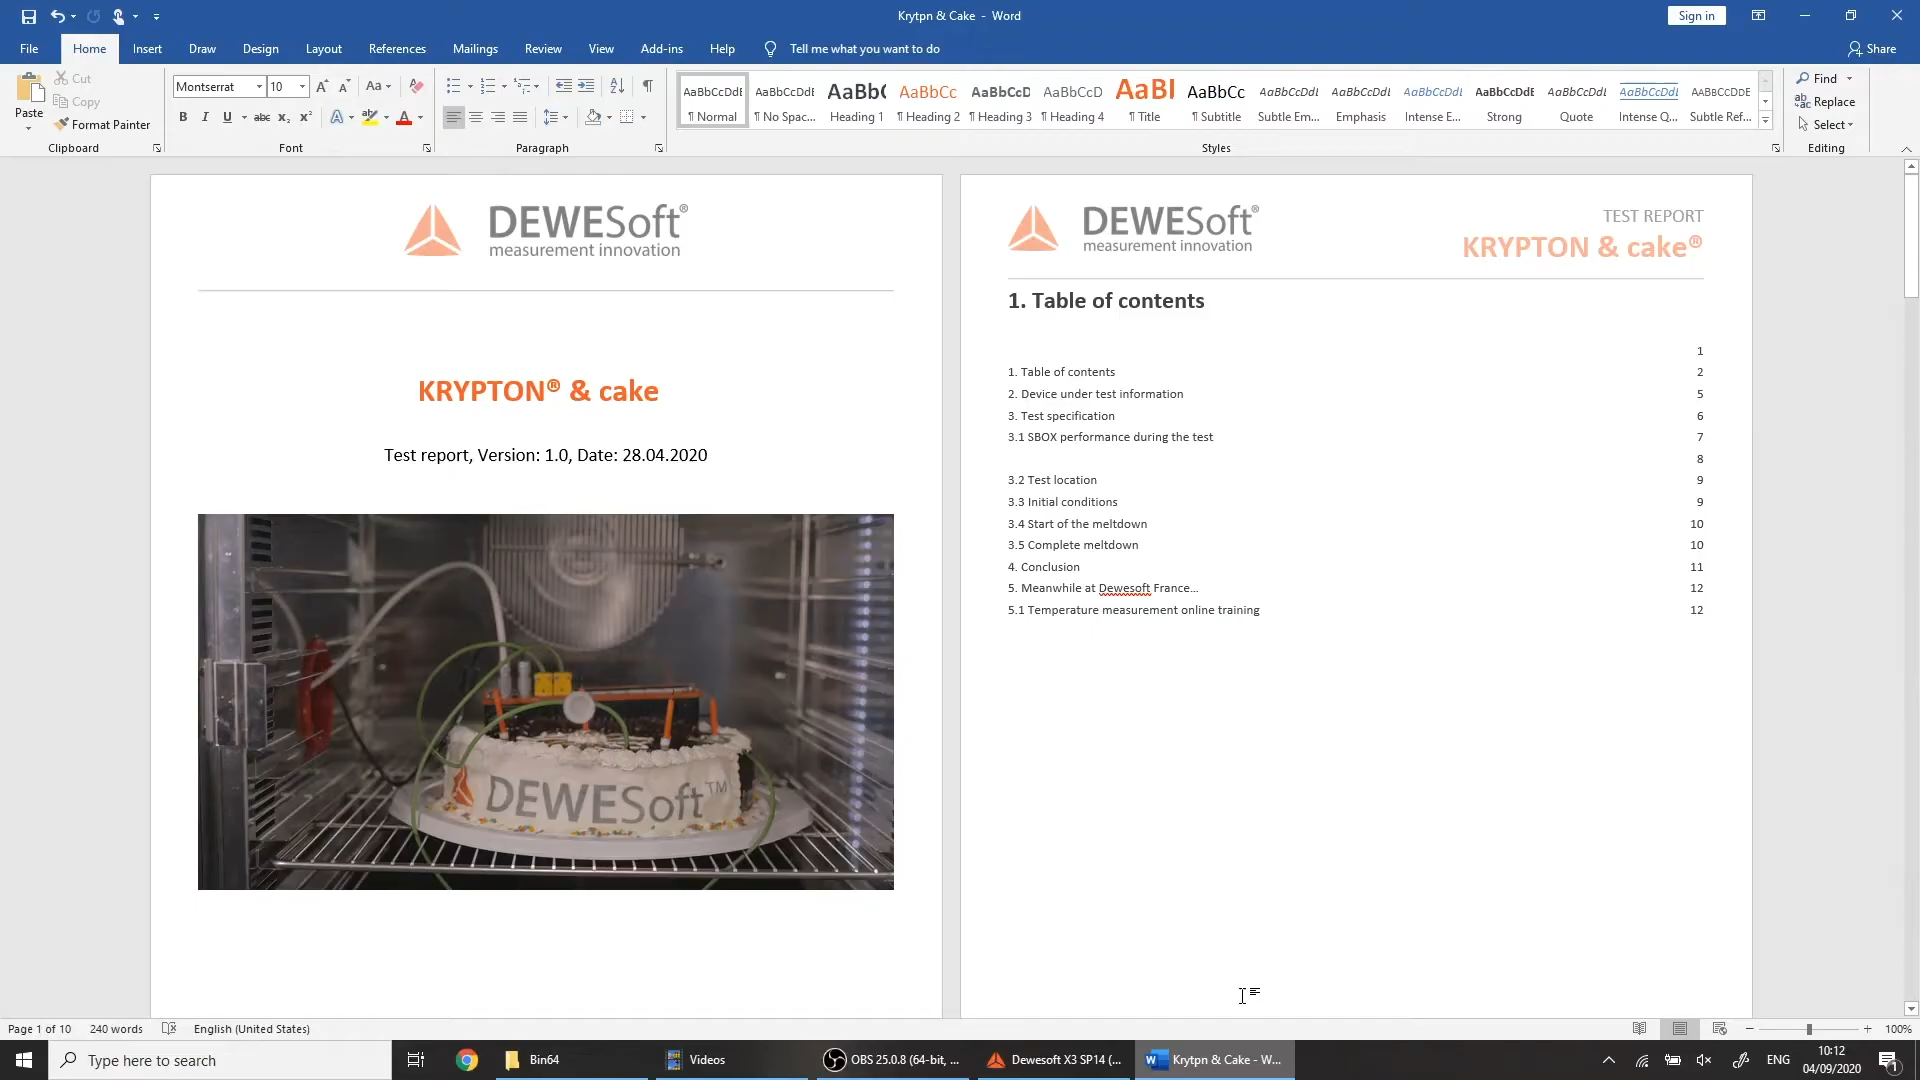 Krytpn & Cake - Word
Sign in
File Home Insert Draw Design Layout References Mailings Review View Add-ins Help Tell me what you want to do Share
Paste
Cut
Copy
Format Painter
Clipboard
Montserrat 10
Font
Paragraph
AaBbCcDdE AaBbCcDdE AaBbC AaBbCc AaBbCcD AaBbCcD AaBl AaBbCc AaBbCcDdl AaBbCcDdl AaBbCcDdl AaBbCcDdE AaBbCcDdl AaBbCcDdl AABBCCDDE
¶ Normal ¶ No Spac... Heading 1 ¶ Heading 2 ¶ Heading 3 ¶ Heading 4 ¶ Title ¶ Subtitle Subtle Em... Emphasis Intense E... Strong Quote Intense Q... Subtle Ref...
Styles
Find
Replace
Select
Editing
DEWESoft®
measurement innovation
KRYPTON® & cake
Test report, Version: 1.0, Date: 28.04.2020
DEWESoft™
DEWESoft®
measurement innovation
TEST REPORT
KRYPTON & cake®
1. Table of contents
1
1. Table of contents 2
2. Device under test information 5
3. Test specification 6
3.1 SBOX performance during the test 7
8
3.2 Test location 9
3.3 Initial conditions 9
3.4 Start of the meltdown 10
3.5 Complete meltdown 10
4. Conclusion 11
5. Meanwhile at Dewesoft France... 12
5.1 Temperature measurement online training 12
Page 1 of 10 240 words English (United States) 100%
Type here to search
Bin64
Videos
OBS 25.0.8 (64-bit, ...
Dewesoft X3 SP14 (...
Krytpn & Cake - W...
ENG
10:12
04/09/2020
1